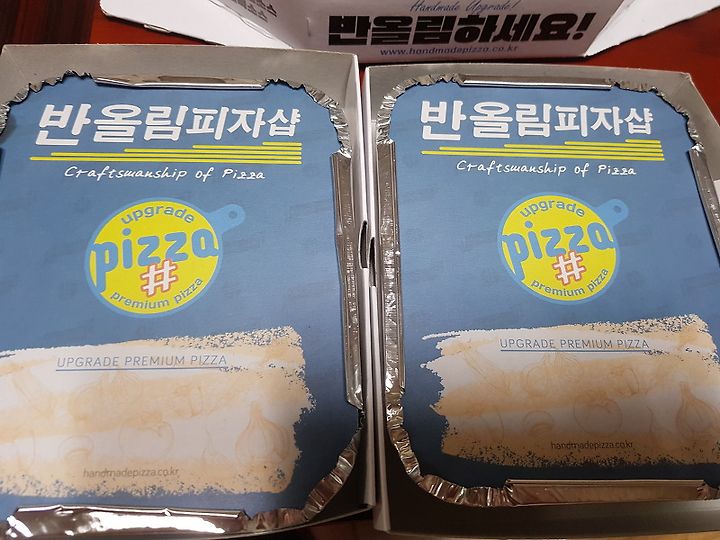 Handmade Upgrade!
반올림하세요!
www.handmadepizza.co.kr
반올림피자샵
Craftsmanship of Pizza
upgrade
pizza
#
premium pizza
UPGRADE PREMIUM PIZZA
handmadepizza.co.kr
반올림피자샵
Craftsmanship of Pizza
upgrade
pizza
#
premium pizza
UPGRADE PREMIUM PIZZA
handmadepizza.co.kr